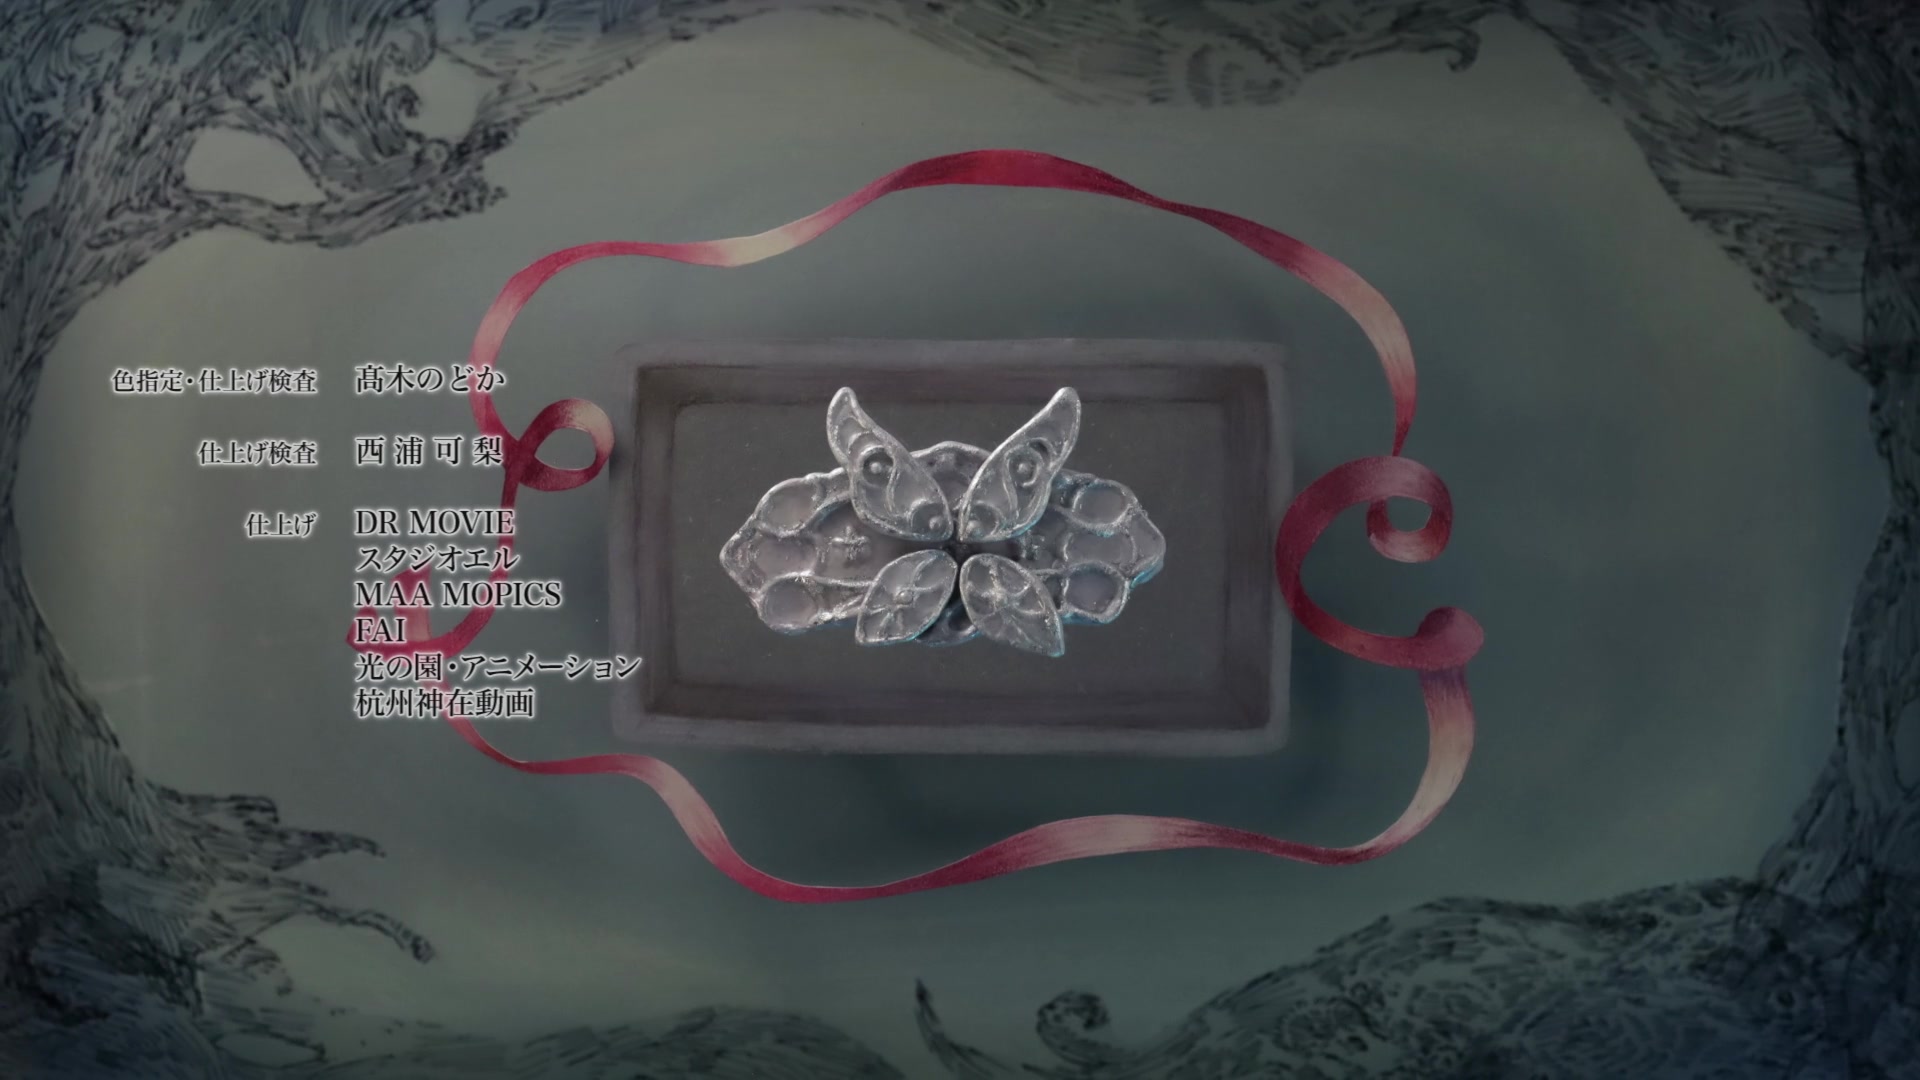 色指定・仕上げ検査 髙木のどか
仕上げ検査 西浦可梨
仕上げ DR MOVIE
スタジオエル
MAA MOPICS
FAI
光の園・アニメーション
杭州神在動画